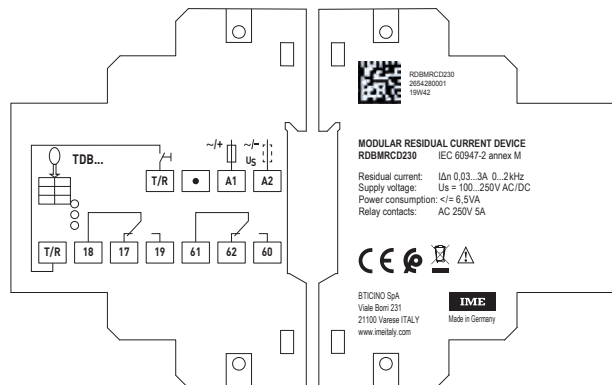 TDB...
~/+
~/–
Us
T/R
●
A1
A2
T/R
18
17
19
61
62
60
RDBMRCD230
2654280001
19W42
MODULAR RESIDUAL CURRENT DEVICE
RDBMRCD230 IEC 60947-2 annex M
Residual current: IΔn 0,03...3A 0...2kHz
Supply voltage: Us = 100...250V AC/DC
Power consumption: </= 6,5VA
Relay contacts: AC 250V 5A
CE
BTICINO SpA
Viale Borri 231
21100 Varese ITALY
www.imeitaly.com
IME
Made in Germany